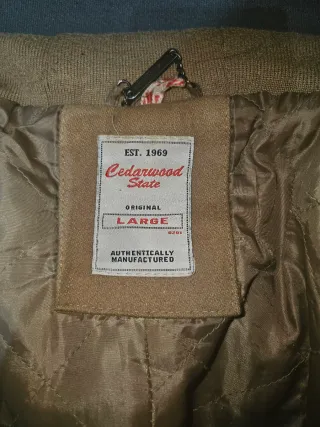 EST. 1969
Cedarwood
State
ORIGINAL
LARGE
AUTHENTICALLY
MANUFACTURED